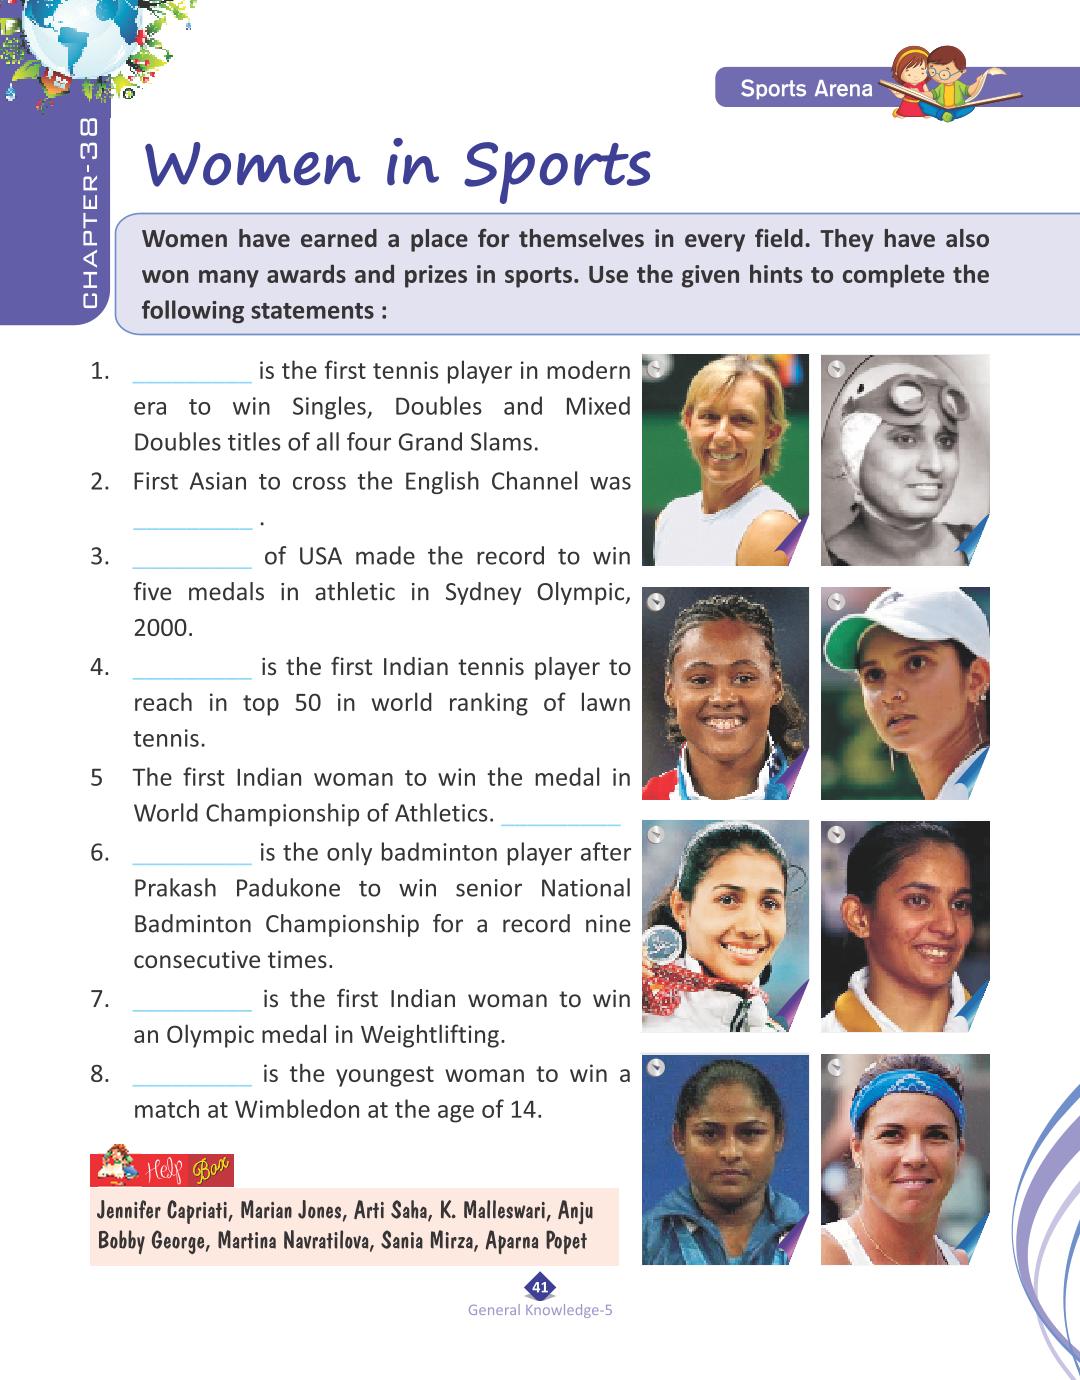 Sports Arena
CHAPTER-38
Women in Sports
Women have earned a place for themselves in every field. They have also
won many awards and prizes in sports. Use the given hints to complete the
following statements :
1. _________ is the first tennis player in modern
era to win Singles, Doubles and Mixed
Doubles titles of all four Grand Slams.
2. First Asian to cross the English Channel was
_________ .
3. _________ of USA made the record to win
five medals in athletic in Sydney Olympic,
2000.
4. _________ is the first Indian tennis player to
reach in top 50 in world ranking of lawn
tennis.
5 The first Indian woman to win the medal in
World Championship of Athletics. _________
6. _________ is the only badminton player after
Prakash Padukone to win senior National
Badminton Championship for a record nine
consecutive times.
7. _________ is the first Indian woman to win
an Olympic medal in Weightlifting.
8. _________ is the youngest woman to win a
match at Wimbledon at the age of 14.
Help Box
Jennifer Capriati, Marian Jones, Arti Saha, K. Malleswari, Anju
Bobby George, Martina Navratilova, Sania Mirza, Aparna Popet
41
General Knowledge-5